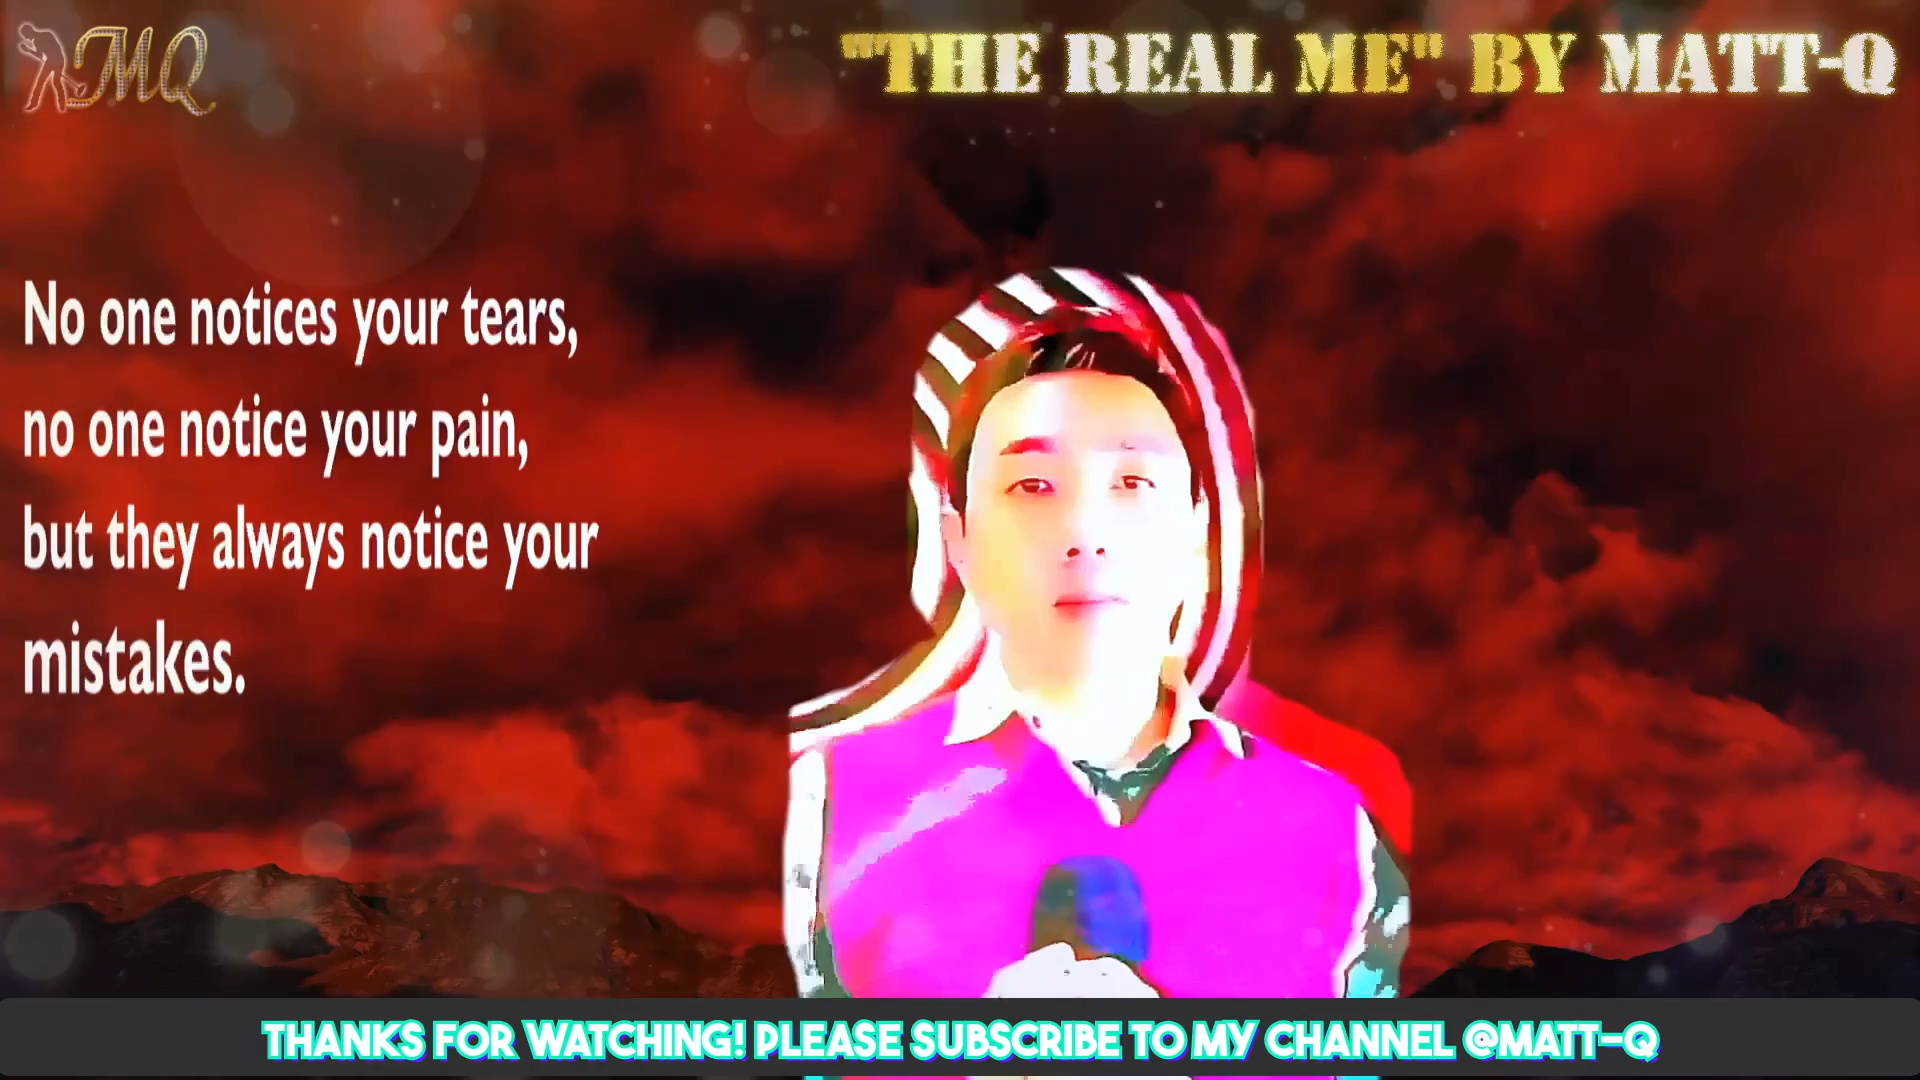 MQ
"THE REAL ME" BY MATT-Q
No one notices your tears,
no one notice your pain,
but they always notice your
mistakes.
THANKS FOR WATCHING! PLEASE SUBSCRIBE TO MY CHANNEL @MATT-Q